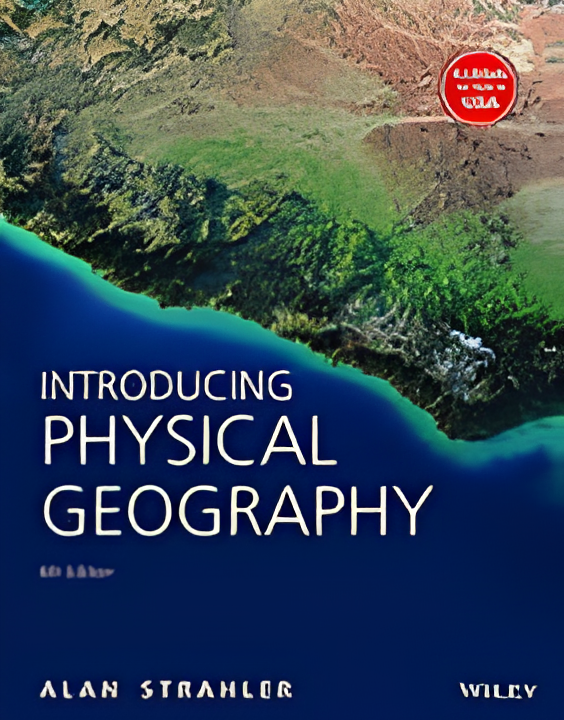 INTRODUCING
PHYSICAL
GEOGRAPHY
ALAN STRAHLER
WILEY